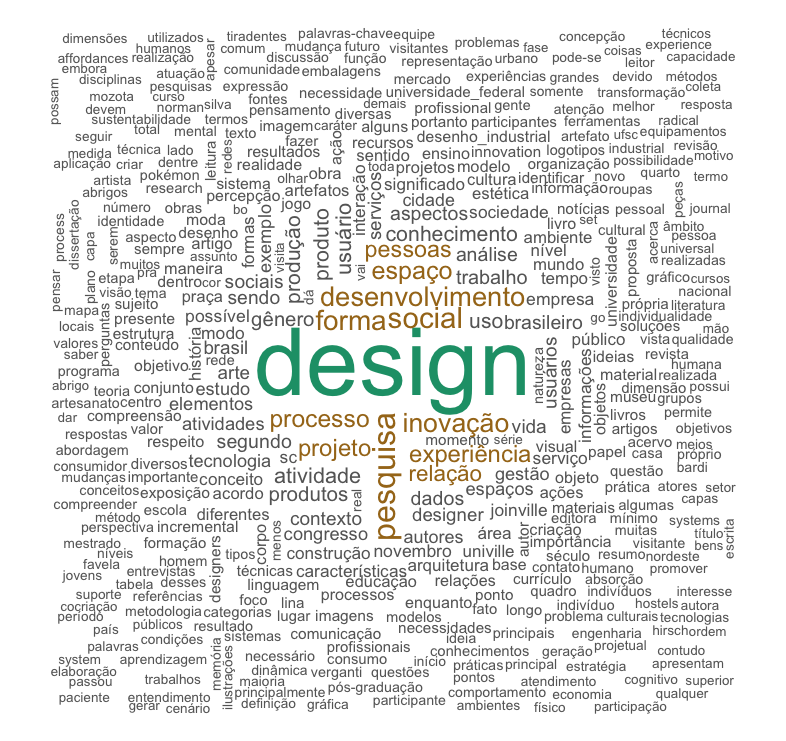 dimensões utilizados tiradentes palavras-chave equipe concepção técnicos
humanos comum mudança futuro visitantes problemas fase coisas experience
affordances realização apesar discussão função representação urbano pode-se leitor capacidade
embora atuação comunidade embalagens mercado experiências grandes devido métodos
disciplinas pesquisas expressão necessidade universidade_federal somente transformação coleta
possam mozota curso fontes pensamento diversas demais profissional gente atenção melhor resposta
devem norman silva
sustentabilidade termos imagem caráter alguns portanto participantes ferramentas radical
seguir total mental texto fazer ação recursos desenho_industrial artefato ufsc equipamentos
medida técnica lado leitura redes resultados sentido ensino innovation logotipos industrial revisão
aplicação criar dentre realidade obra toda projetos modelo organização possibilidade motivo
artista pokémon sistema olhar interação serviços significado cultura identificar novo quarto termo
abrigos research percepção artefatos cidade estética informação roupas peças
dissertação número obras bo jogo usuário aspectos sociedade notícias pessoal journal
identidade moda formas exemplo produção produto conhecimento livro set cultural acerca âmbito
process capa serem aspecto desenho assunto visita ambiente pessoa
sempre artigo pessoas análise nível universidade proposta universal
muitos maneira vai espaço trabalho mundo visto realizadas
pensar plano etapa pra dentro cor sociais dá tempo gráfico cursos
visão tema praça sendo desenvolvimento empresa nacional
mapa sujeito possível gênero forma social uso brasileiro go própria literatura
locais perguntas presente individualidade
estrutura história modo soluções mão
valores conteúdo brasil design natureza usuários público vista qualidade
saber objetivo rede empresas informações ideias revista
programa arte objetos material realizada humana
abrigo teoria conjunto estudo dimensão possui
artesanato centro elementos museu grupos
dar compreensão atividades processo pesquisa inovação vida livros permite
respostas valor momento série artigos objetivos
abordagem respeito segundo projeto experiência visual acervo meios
consumidor diversos tecnologia sc serviço papel casa próprio
mudanças importante conceito atividade relação gestão objeto questão bardi
conceitos exposição acordo produtos real dados espaços ações prática atores setor
compreender escola diferentes contexto designer joinville materiais algumas capas
método editora mínimo systems
perspectiva incremental corpo menos congresso autores área autor criação muitas título escrita
mestrado formação designers importância visitante bens
níveis homem tipos construção novembro univille século resumo nordeste
favela entrevistas técnicas características arquitetura base contato humano promover
jovens tabela desses linguagem educação relações currículo absorção
suporte referências foco lina processos enquanto ponto quadro indivíduos interesse
cocriação metodologia categorias fato longo indivíduo hostels autora
período públicos lugar imagens modelos problema culturais tecnologias
país resultado necessidades principais engenharia hirsch ordem
condições sistemas comunicação ideia
palavras memória profissionais conhecimentos geração projetual contudo
system aprendizagem necessário consumo início práticas principal estratégia apresentam
elaboração dinâmica verganti questões
passou trabalhos ilustrações maioria pontos atendimento cognitivo superior
paciente entendimento principalmente pós-graduação comportamento economia qualquer
gerar cenário definição gráfica participante ambientes físico participação